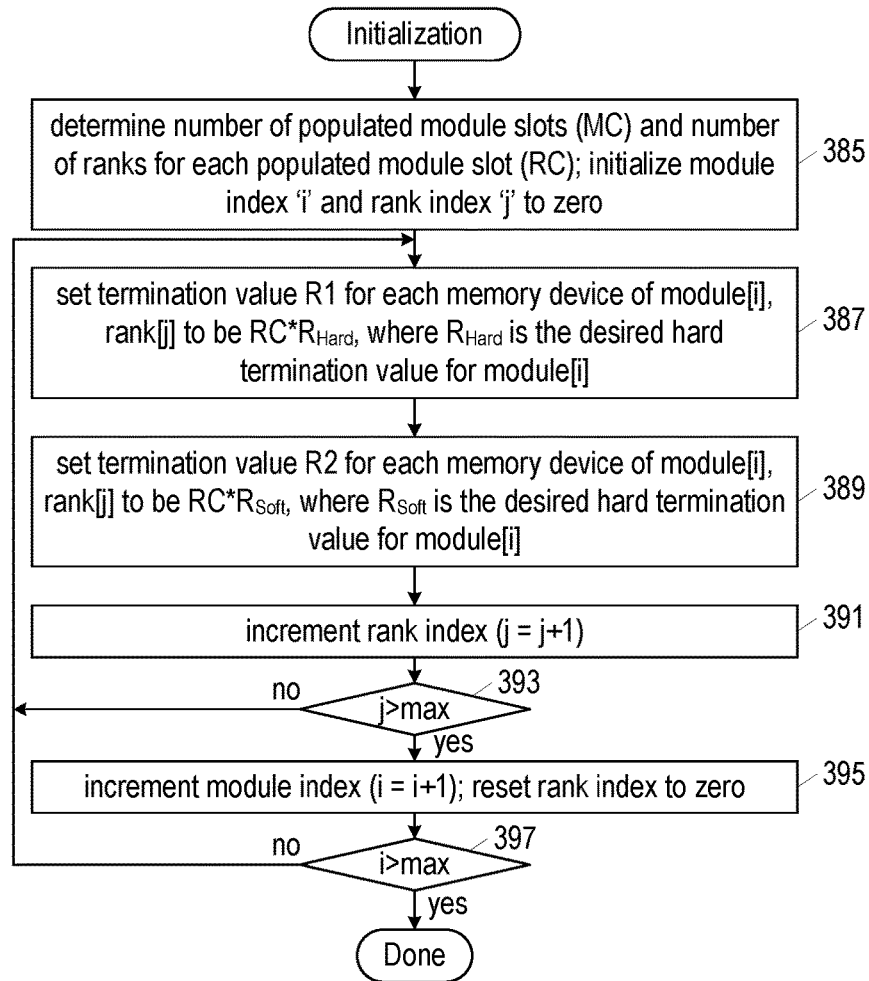 Initialization
determine number of populated module slots (MC) and number
of ranks for each populated module slot (RC); initialize module
index ‘i’ and rank index ‘j’ to zero
385
set termination value R1 for each memory device of module[i],
rank[j] to be RC*RHard, where RHard is the desired hard
termination value for module[i]
387
set termination value R2 for each memory device of module[i],
rank[j] to be RC*RSoft, where RSoft is the desired hard termination
value for module[i]
389
increment rank index (j = j+1)
391
no
j>max
393
yes
increment module index (i = i+1); reset rank index to zero
395
no
i>max
397
yes
Done